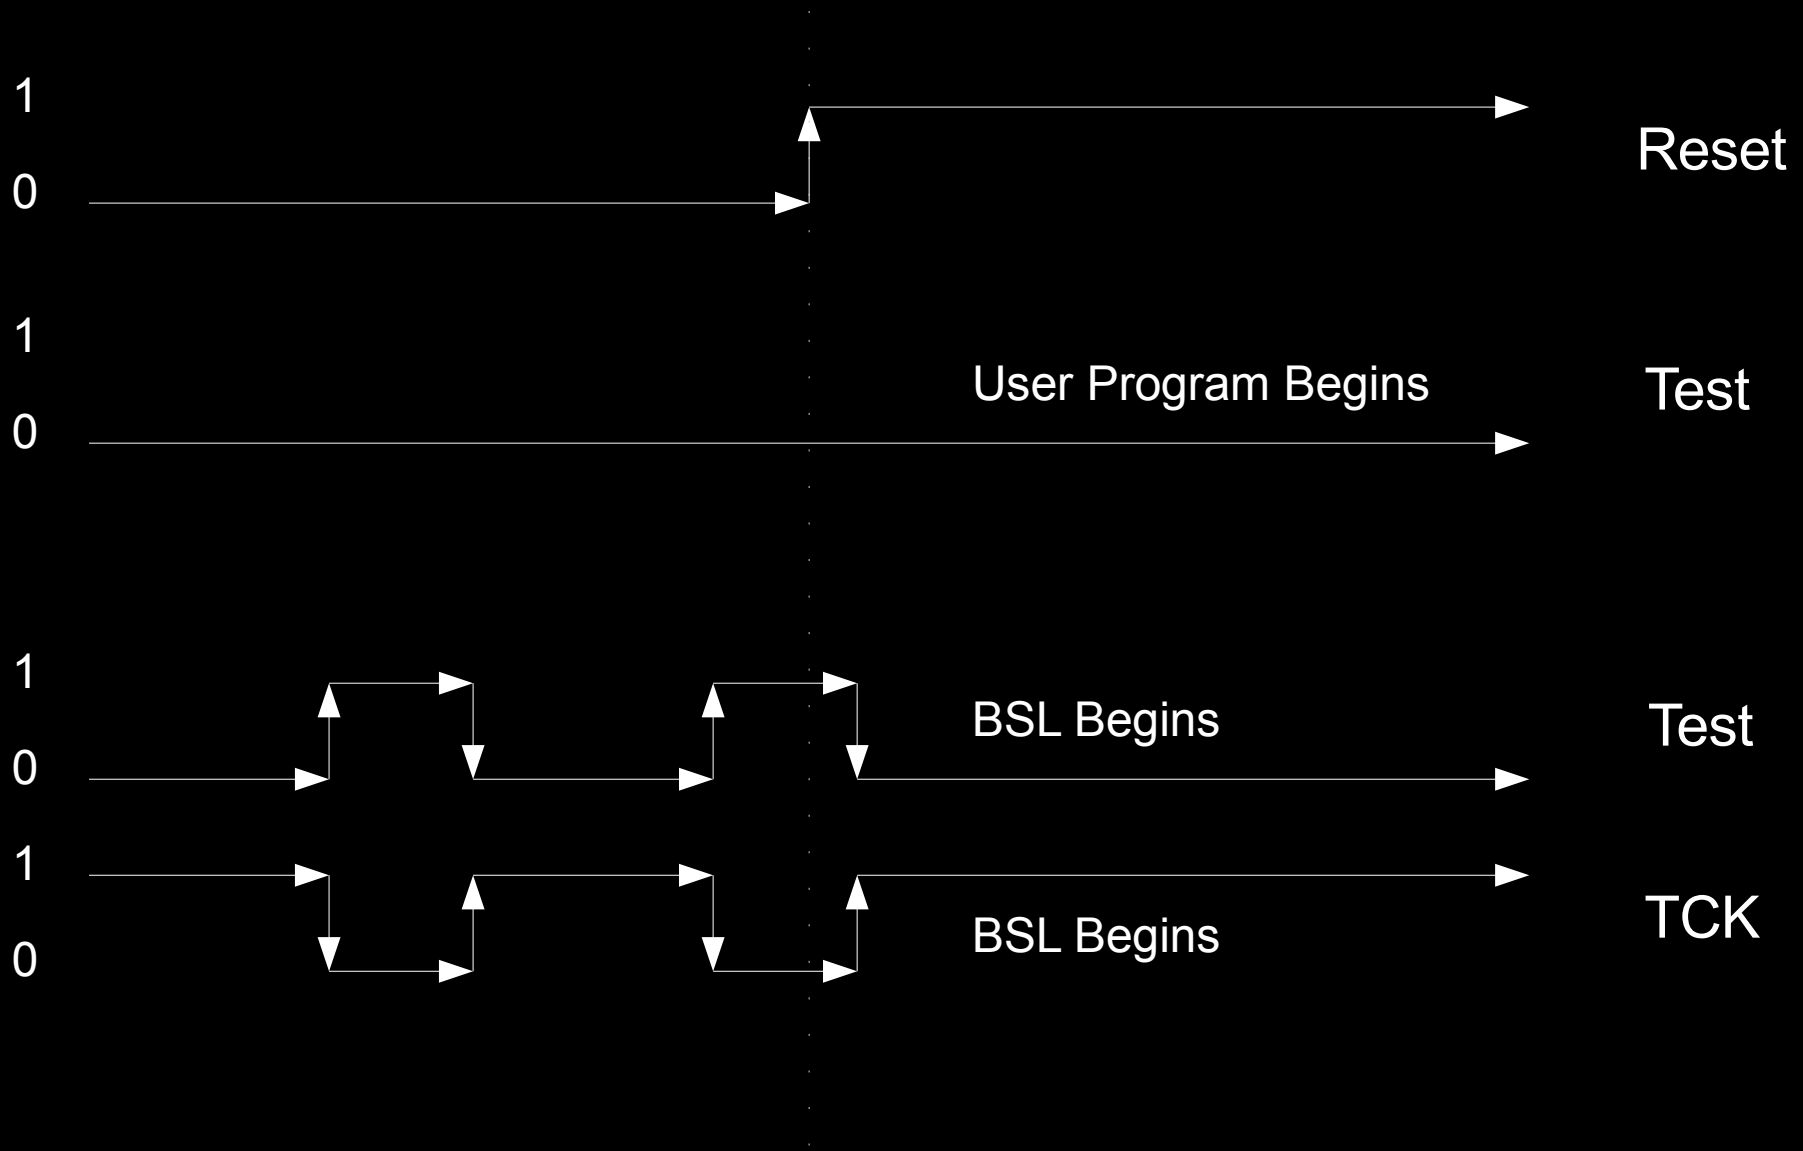 1
Reset
0
1
User Program Begins
Test
0
1
BSL Begins
Test
0
1
TCK
BSL Begins
0